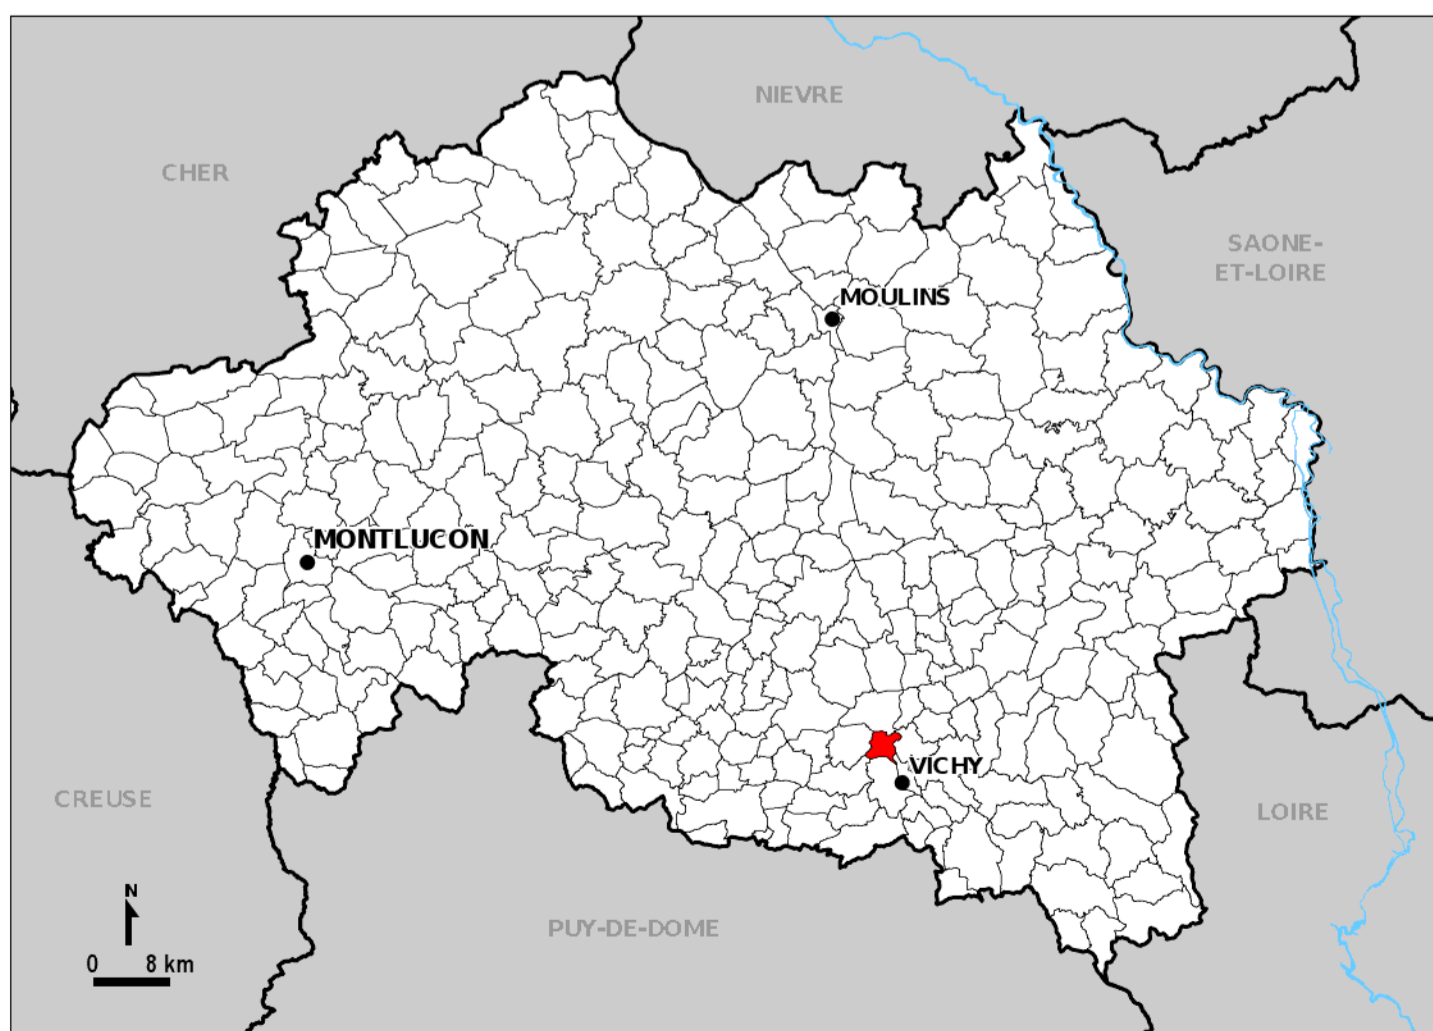 NIEVRE
CHER
SAONE-
ET-LOIRE
MOULINS
MONTLUCON
VICHY
CREUSE
LOIRE
N
PUY-DE-DOME
0 8 km